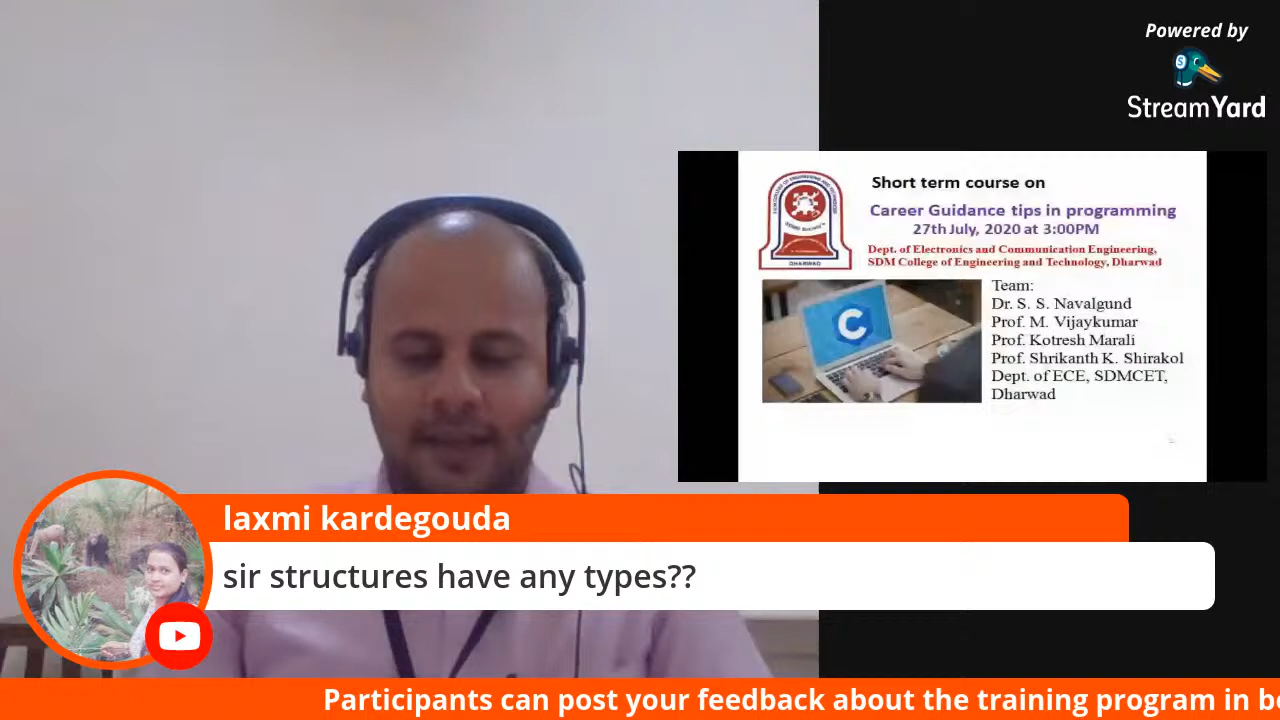 Powered by
StreamYard
Short term course on
Career Guidance tips in programming
27th July, 2020 at 3:00PM
Dept. of Electronics and Communication Engineering,
SDM College of Engineering and Technology, Dharwad
DHARWAD
C
Team:
Dr. S. S. Navalgund
Prof. M. Vijaykumar
Prof. Kotresh Marali
Prof. Shrikanth K. Shirakol
Dept. of ECE, SDMCET,
Dharwad
laxmi kardegouda
sir structures have any types??
Participants can post your feedback about the training program in be